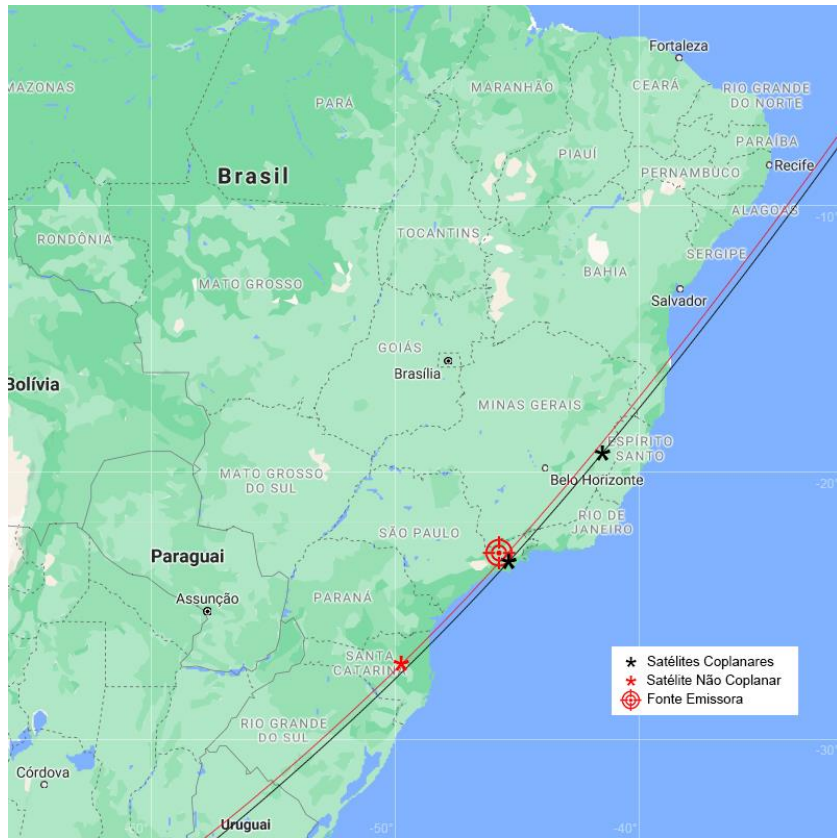 Fortaleza
MAZONAS
MARANHÃO
CEARÁ
RIO GRANDE
DO NORTE
PARÁ
PARAÍBA
PIAUÍ
Brasil
PERNAMBUCO
Recife
ALAGOAS
-10°
TOCANTINS
RONDÔNIA
SERGIPE
BAHIA
MATO GROSSO
Salvador
GOIÁS
Brasília
Bolívia
MINAS GERAIS
ESPÍRITO
SANTO
MATO GROSSO
DO SUL
Belo Horizonte
-20°
RIO DE
JANEIRO
SÃO PAULO
Paraguai
Assunção
PARANÁ
SANTA
CATARINA
Satélites Coplanares
Satélite Não Coplanar
Fonte Emissora
RIO GRANDE
DO SUL
-30°
Córdova
Uruguai
-50°
-40°